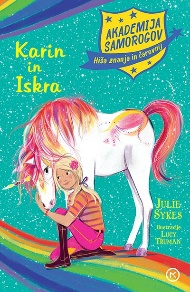 AKADEMIJA
SAMOROGOV
Hiša znanja in čarovnij
Karin
in
Iskra
JULIE
SYKES
Ilustracije
LUCY
TRUMAN
M